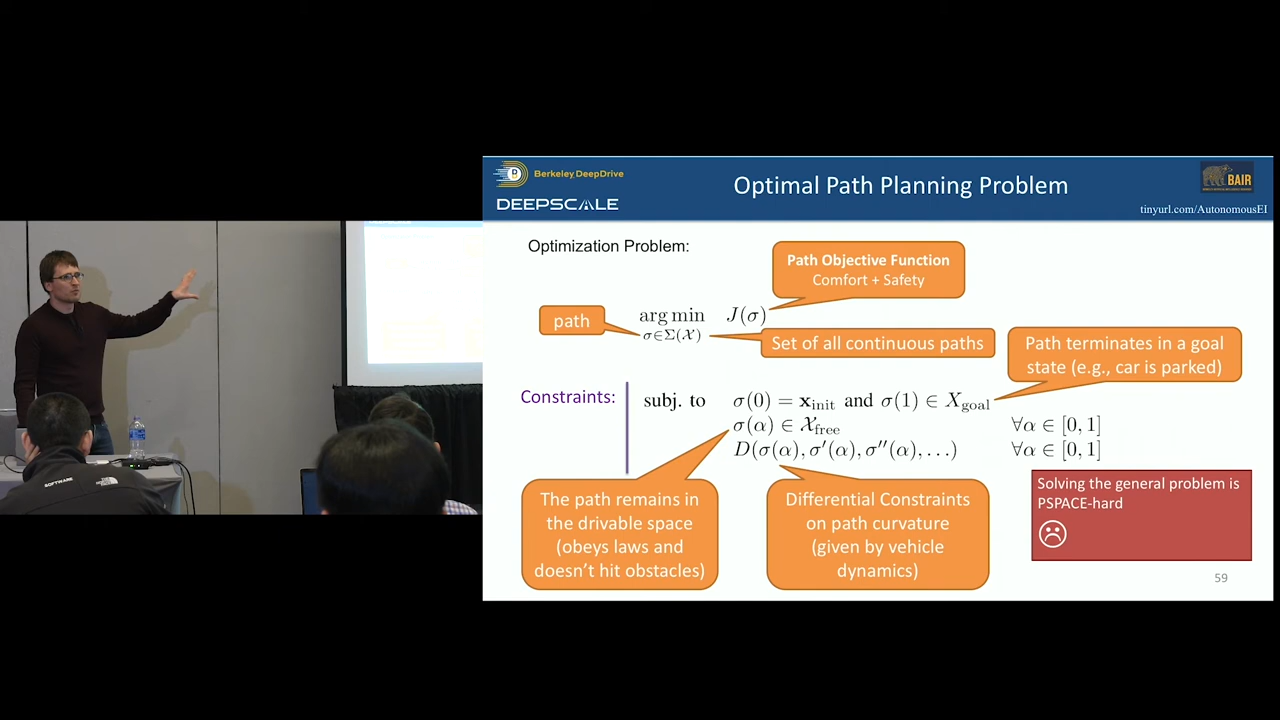 Berkeley DeepDrive
DEEPSCALE
Optimal Path Planning Problem
BAIR
tinyurl.com/AutonomousEI
Optimization Problem:
Path Objective Function
Comfort + Safety
path
arg min J(σ)
σ∈Σ(𝒳)
Set of all continuous paths
Path terminates in a goal
state (e.g., car is parked)
Constraints:
subj. to σ(0) = x_init and σ(1) ∈ X_goal
σ(α) ∈ 𝒳_free ∀α ∈ [0, 1]
D(σ(α), σ′(α), σ″(α), . . .) ∀α ∈ [0, 1]
The path remains in
the drivable space
(obeys laws and
doesn’t hit obstacles)
Differential Constraints
on path curvature
(given by vehicle
dynamics)
Solving the general problem is
PSPACE-hard
59
SOFTWARE
THE NORTH FACE